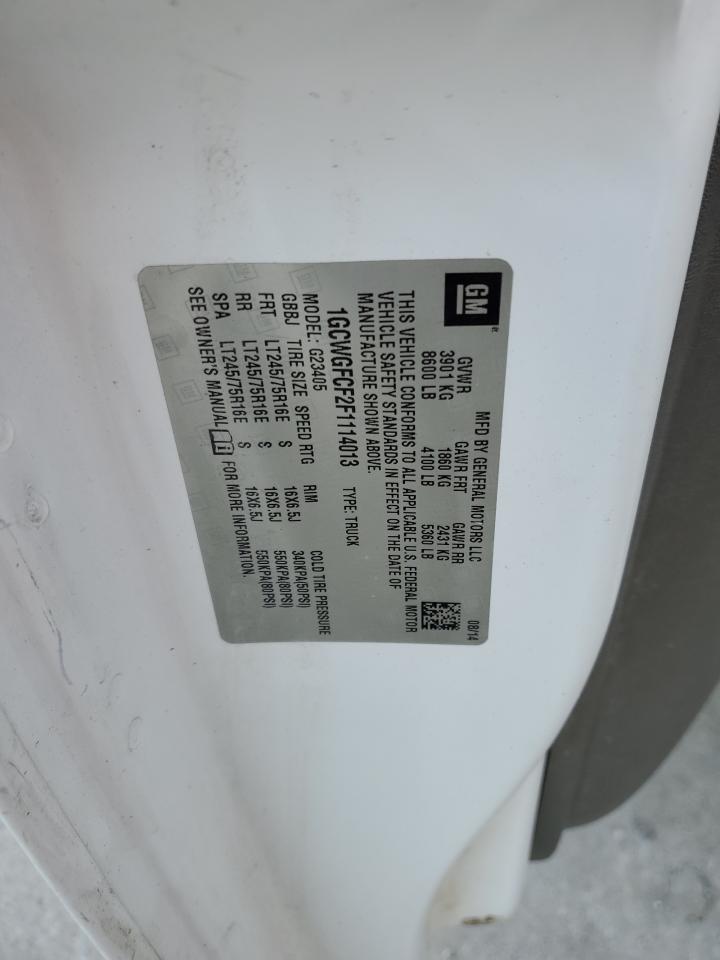 GM
MFD BY GENERAL MOTORS LLC
08/14
GVWR GAWR FRT GAWR RR
3901 KG 1860 KG 2431 KG
8600 LB 4100 LB 5360 LB
THIS VEHICLE CONFORMS TO ALL APPLICABLE U.S. FEDERAL MOTOR
VEHICLE SAFETY STANDARDS IN EFFECT ON THE DATE OF
MANUFACTURE SHOWN ABOVE.
1GCWGFCF2F1114013 TYPE: TRUCK
MODEL: G23405
GBBJ TIRE SIZE SPEED RTG RIM COLD TIRE PRESSURE
FRT LT245/75R16E S 16X6.5J 340KPA(50PSI)
RR LT245/75R16E S 16X6.5J 550KPA(80PSI)
SPA LT245/75R16E S 16X6.5J 550KPA(80PSI)
SEE OWNER'S MANUAL FOR MORE INFORMATION.